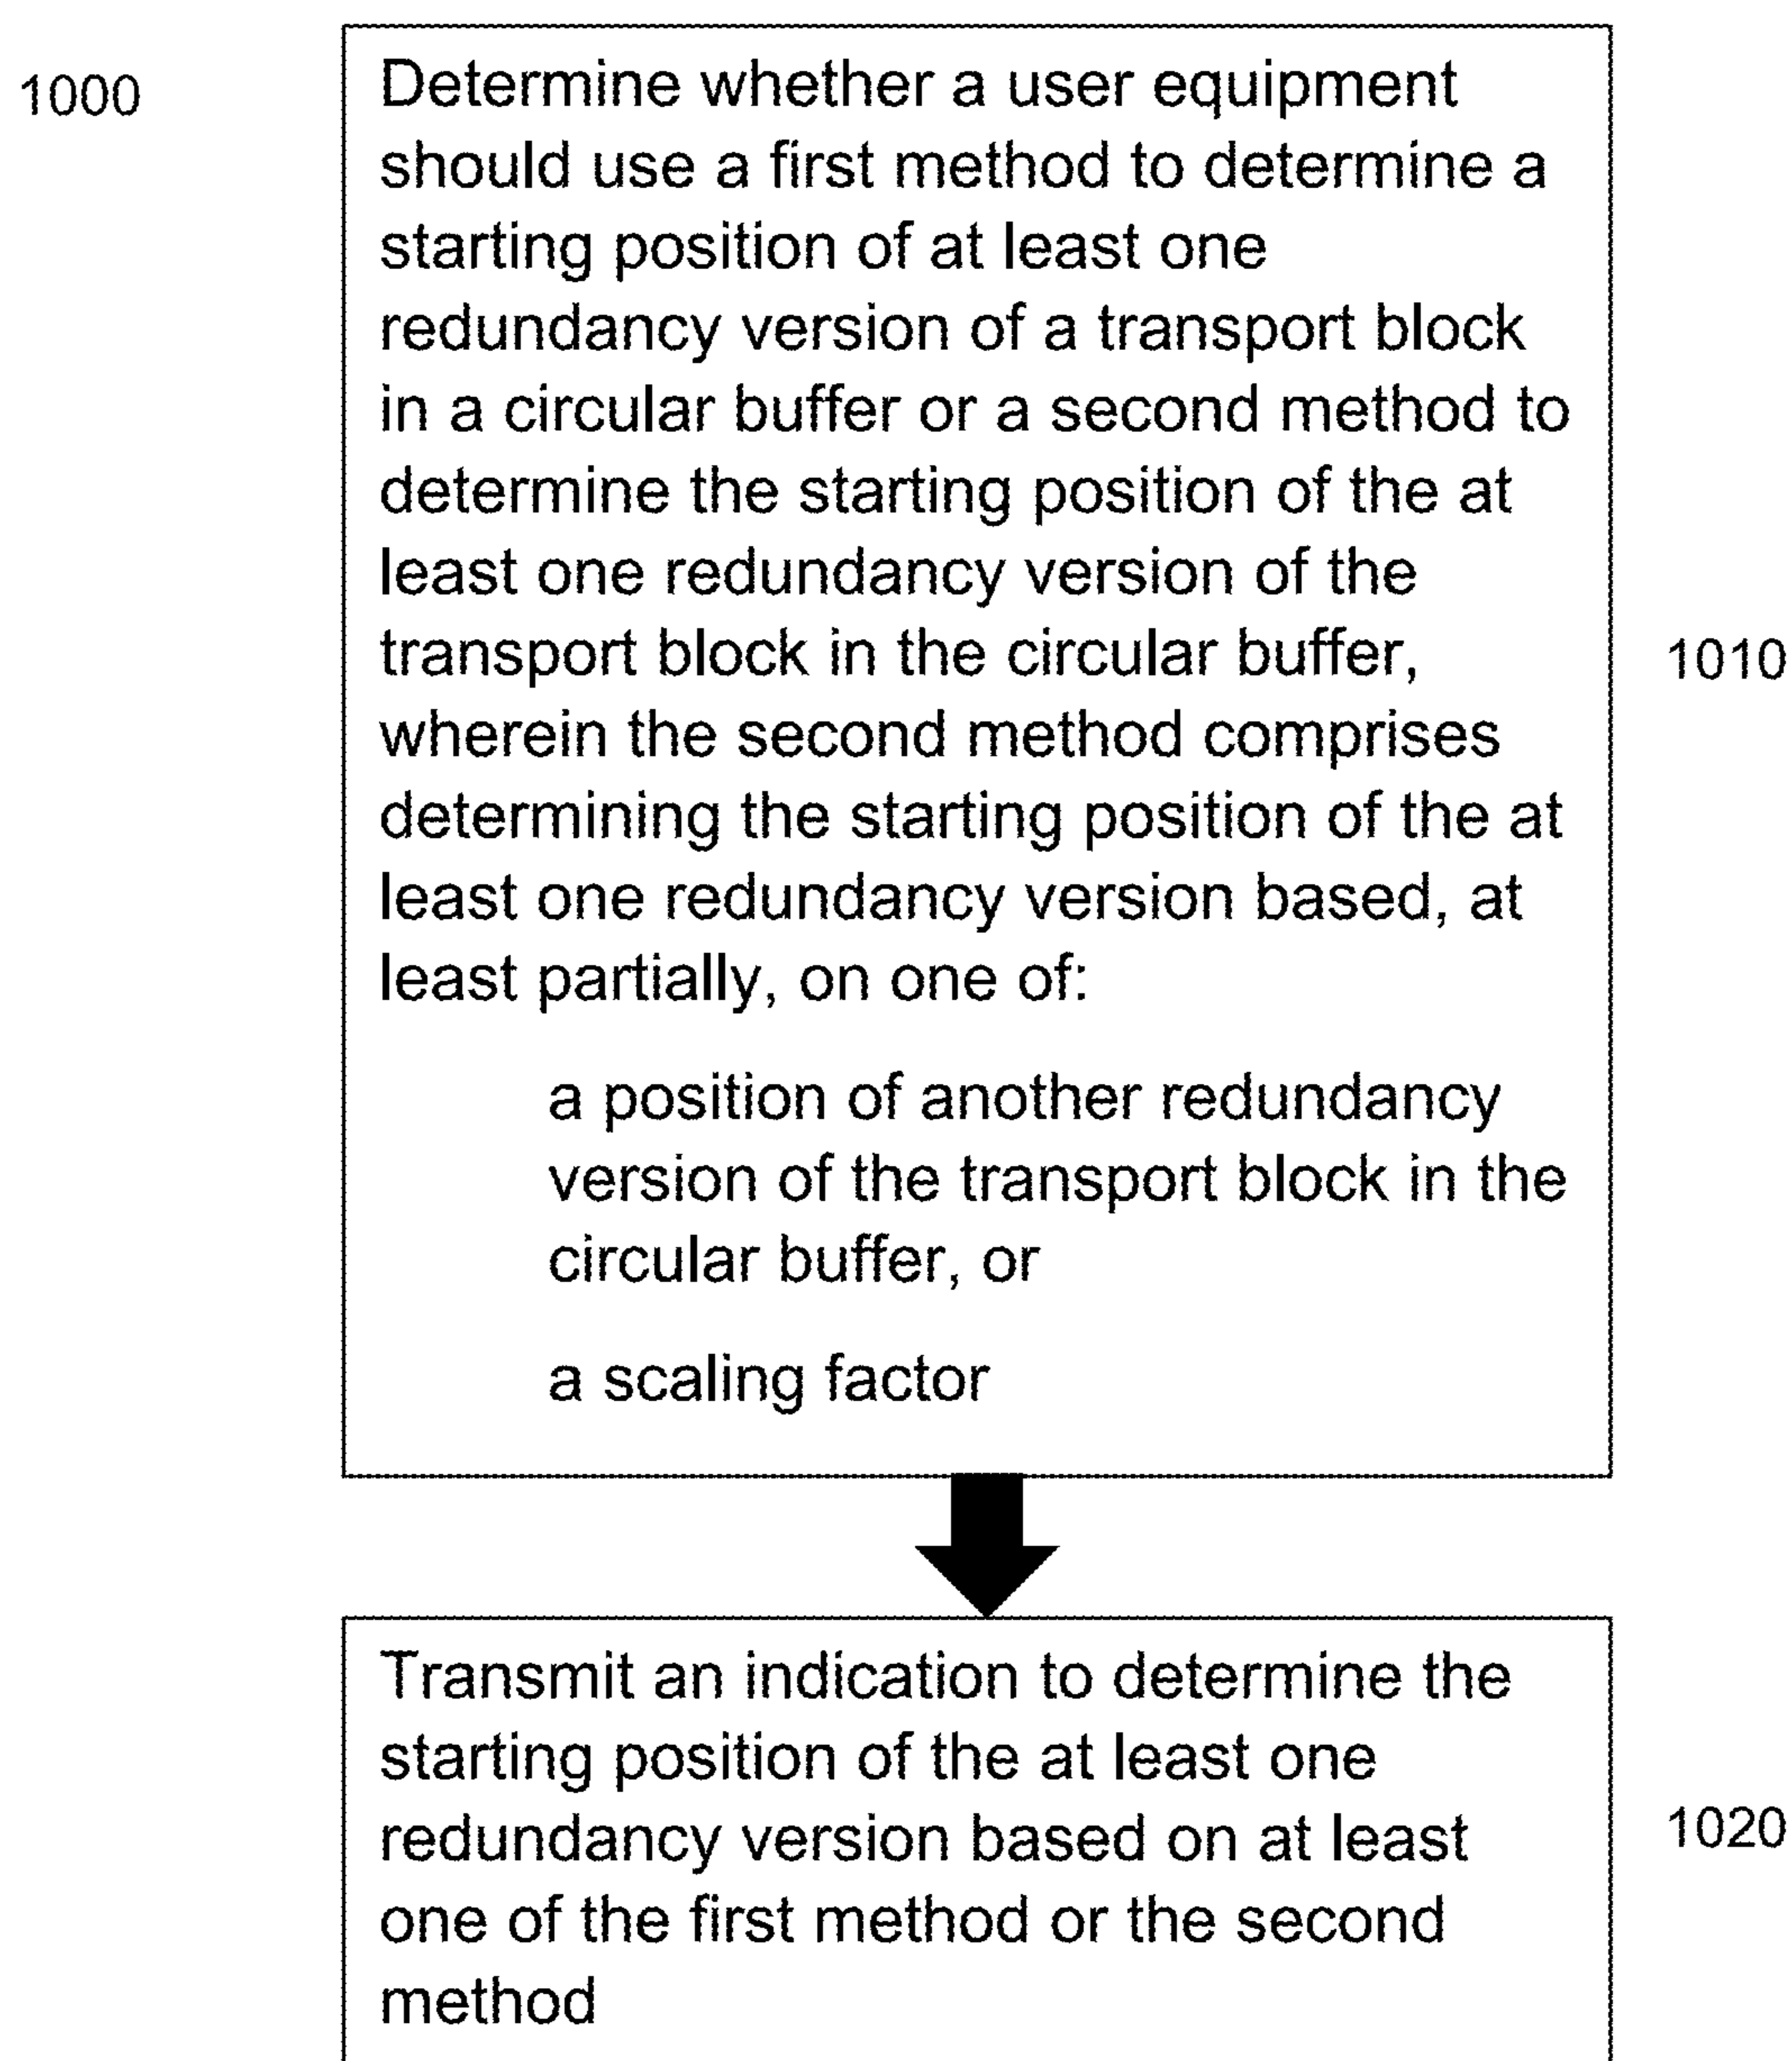 1000
Determine whether a user equipment
should use a first method to determine a
starting position of at least one
redundancy version of a transport block
in a circular buffer or a second method to
determine the starting position of the at
least one redundancy version of the
transport block in the circular buffer,
1010
wherein the second method comprises
determining the starting position of the at
least one redundancy version based, at
least partially, on one of:
a position of another redundancy
version of the transport block in the
circular buffer, or
a scaling factor
Transmit an indication to determine the
starting position of the at least one
redundancy version based on at least
1020
one of the first method or the second
method